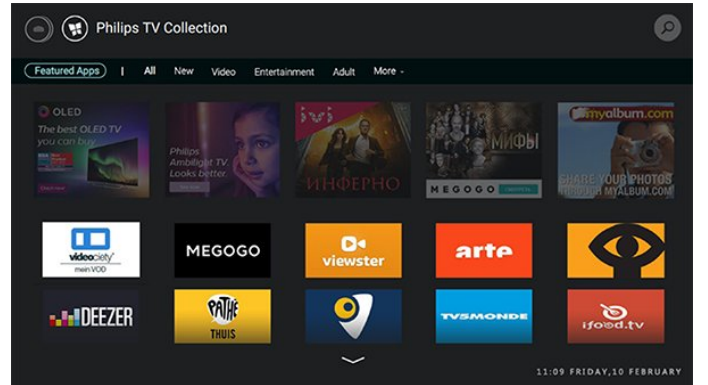 Philips TV Collection
Featured Apps | All New Video Entertainment Adult More
OLED
The best OLED TV
you can buy
Philips
Ambilight TV.
Looks better.
ivi
ИНФЕРНО
МИФЫ
MEGOGO СМОТРЕТЬ
myalbum.com
SHARE YOUR PHOTOS
THROUGH MYALBUM.COM
videociety
mein VOD
MEGOGO
viewster
arte
DEEZER
PATHÉ
THUIS
TV5MONDE
ifood.tv
11:09 FRIDAY,10 FEBRUARY